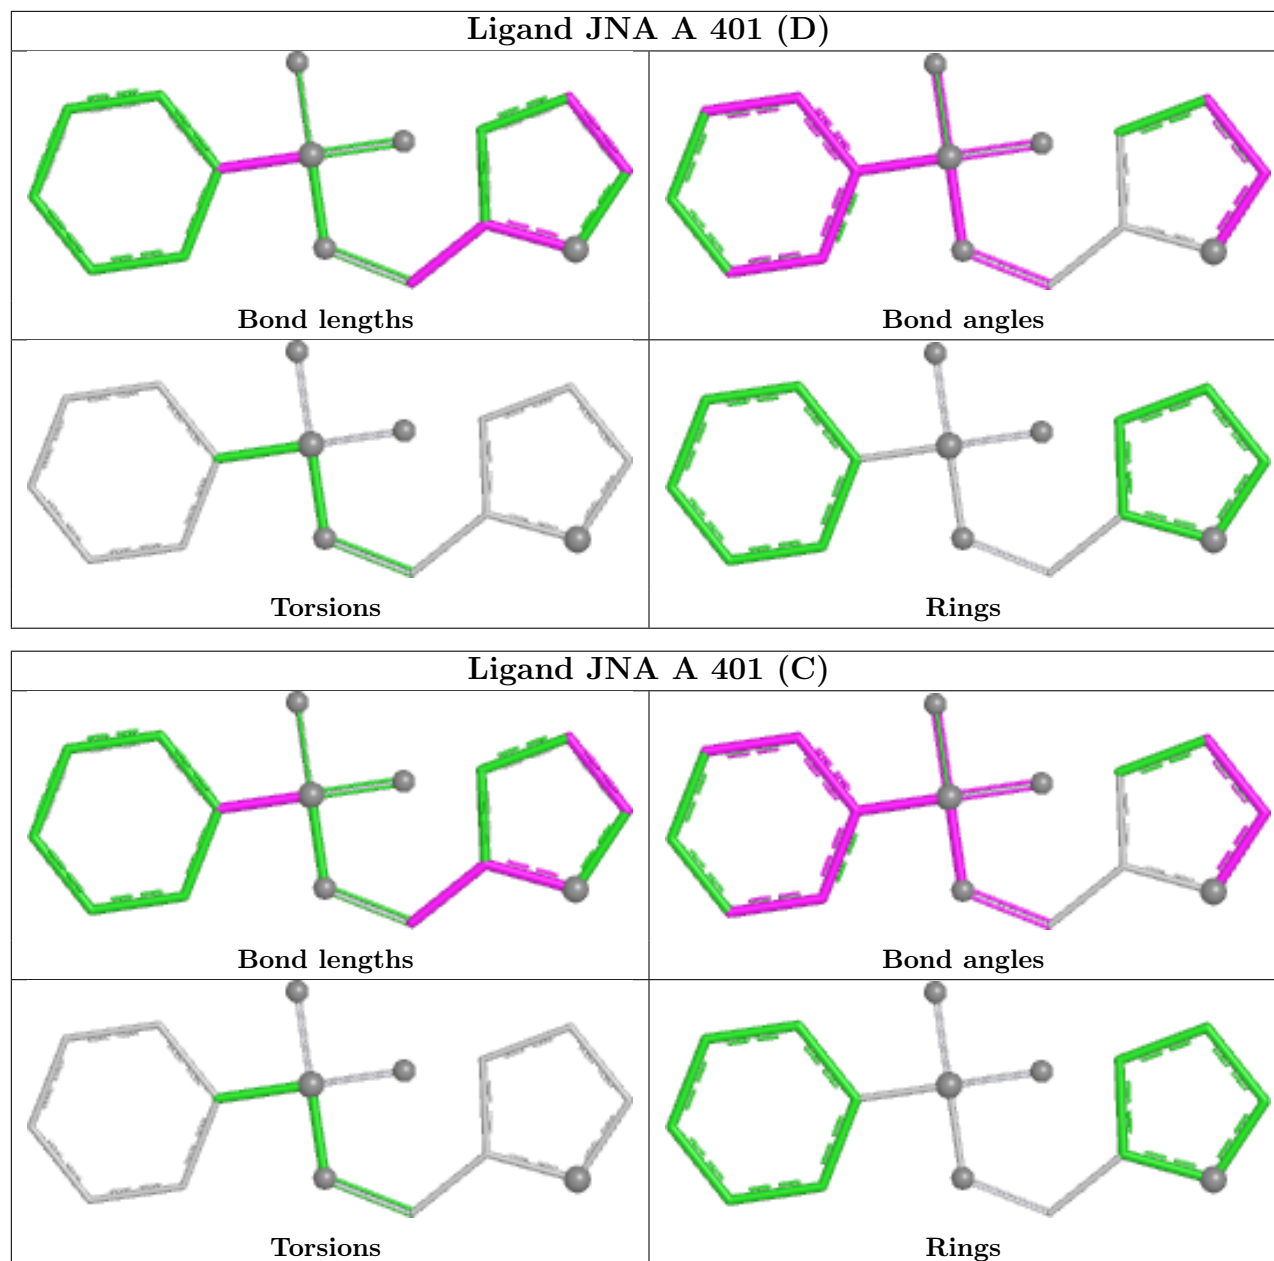 Ligand JNA A 401 (D)
Bond lengths
Bond angles
Torsions
Rings
Ligand JNA A 401 (C)
Bond lengths
Bond angles
Torsions
Rings